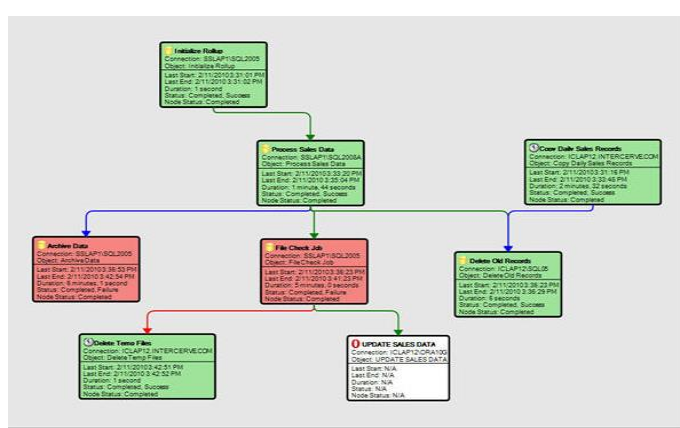 Initialize Rollup
Connection: SSLAP1\SQL2005
Object: Initialize Rollup
Last Start: 2/11/2010 3:31:01 PM
Last End: 2/11/2010 3:31:02 PM
Duration: 1 second
Status: Completed, Success
Node Status: Completed
Process Sales Data
Connection: SSLAP1\SQL2008A
Object: Process Sales Data
Last Start: 2/11/2010 3:33:20 PM
Last End: 2/11/2010 3:35:04 PM
Duration: 1 minute, 44 seconds
Status: Completed, Success
Node Status: Completed
Copy Daily Sales Records
Connection: ICLAP12.INTERCERVE.COM
Object: Copy Daily Sales Records
Last Start: 2/11/2010 3:31:16 PM
Last End: 2/11/2010 3:33:48 PM
Duration: 2 minutes, 32 seconds
Status: Completed, Success
Node Status: Completed
Archive Data
Connection: SSLAP1\SQL2005
Object: Archive Data
Last Start: 2/11/2010 3:36:53 PM
Last End: 2/11/2010 3:42:54 PM
Duration: 6 minutes, 1 second
Status: Completed, Failure
Node Status: Completed
File Check Job
Connection: SSLAP1\SQL2005
Object: File Check Job
Last Start: 2/11/2010 3:36:23 PM
Last End: 2/11/2010 3:41:23 PM
Duration: 5 minutes, 0 seconds
Status: Completed, Failure
Node Status: Completed
Delete Old Records
Connection: ICLAP12\SQL05
Object: Delete Old Records
Last Start: 2/11/2010 3:36:23 PM
Last End: 2/11/2010 3:36:29 PM
Duration: 6 seconds
Status: Completed, Success
Node Status: Completed
Delete Temp Files
Connection: ICLAP12.INTERCERVE.COM
Object: Delete Temp Files
Last Start: 2/11/2010 3:42:51 PM
Last End: 2/11/2010 3:42:52 PM
Duration: 1 second
Status: Completed, Success
Node Status: Completed
UPDATE SALES DATA
Connection: ICLAP12\ORA10G
Object: UPDATE SALES DATA
Last Start: N/A
Last End: N/A
Duration: N/A
Status: N/A
Node Status: N/A